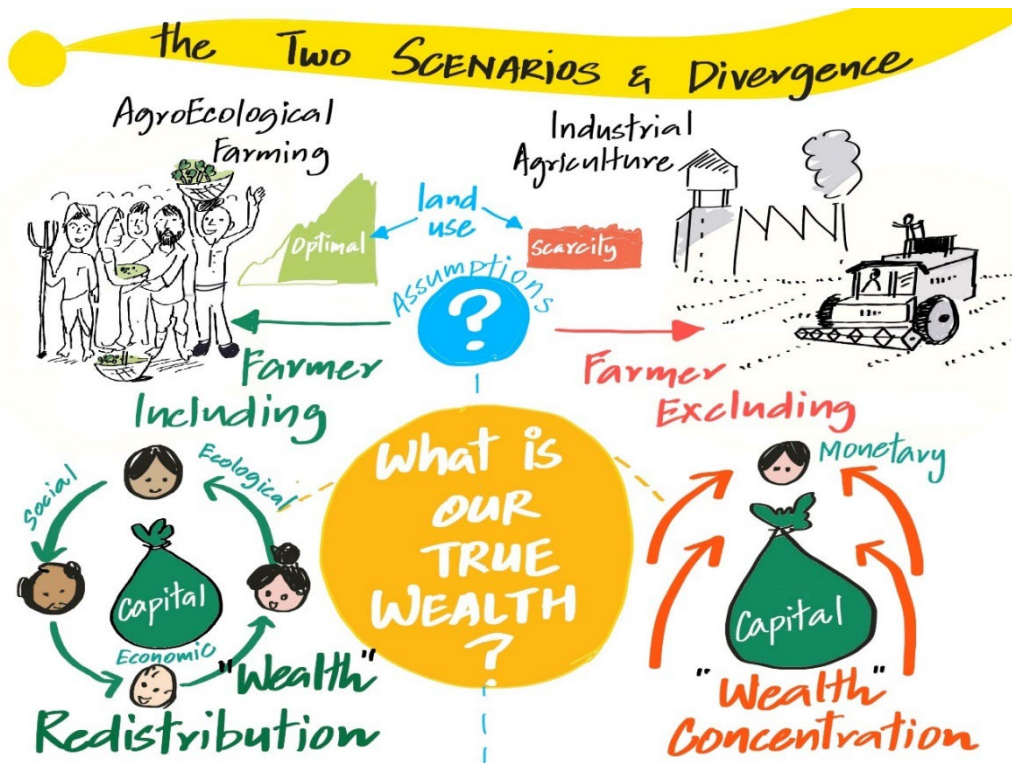 the Two SCENARIOS & Divergence
AgroEcological
Farming
Industrial
Agriculture
land
use
Optimal
Scarcity
Assumptions
?
Farmer
Including
Farmer
Excluding
What is
OUR
TRUE
WEALTH
?
Social
Ecological
Capital
Economic
"Wealth"
Redistribution
Monetary
Capital
"Wealth"
Concentration